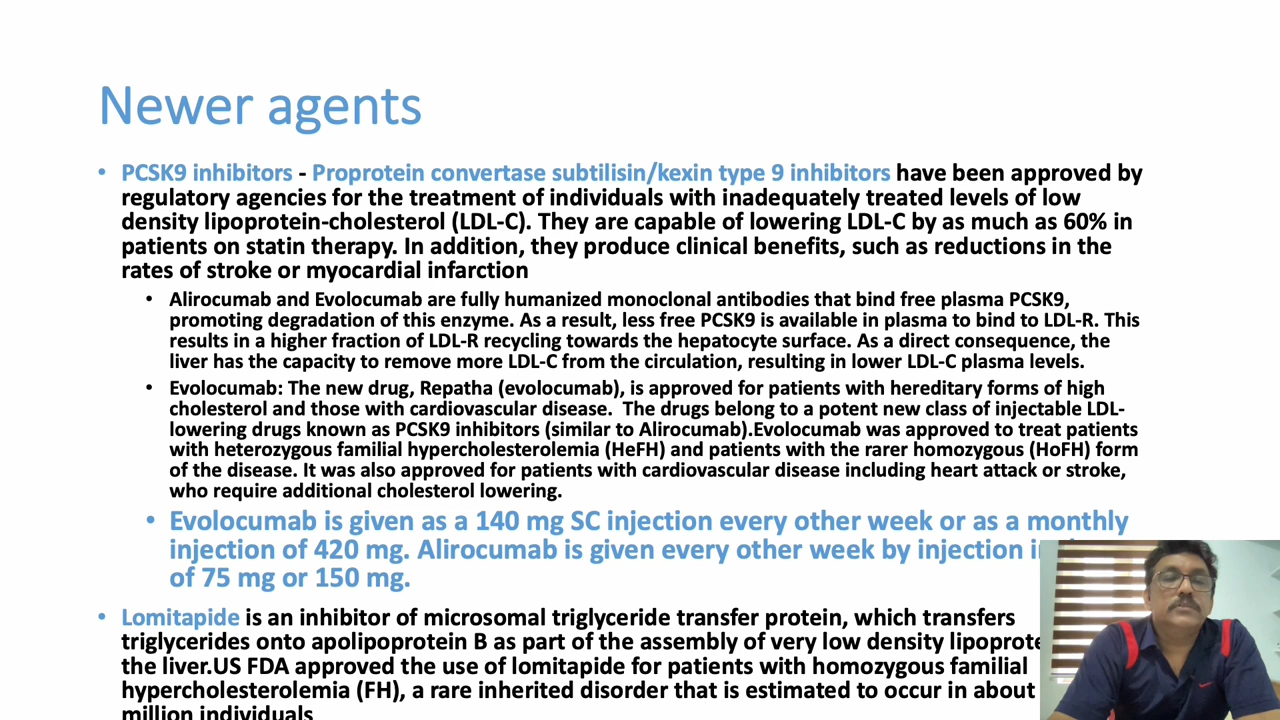 Newer agents
• PCSK9 inhibitors - Proprotein convertase subtilisin/kexin type 9 inhibitors have been approved by
regulatory agencies for the treatment of individuals with inadequately treated levels of low
density lipoprotein-cholesterol (LDL-C). They are capable of lowering LDL-C by as much as 60% in
patients on statin therapy. In addition, they produce clinical benefits, such as reductions in the
rates of stroke or myocardial infarction
• Alirocumab and Evolocumab are fully humanized monoclonal antibodies that bind free plasma PCSK9,
promoting degradation of this enzyme. As a result, less free PCSK9 is available in plasma to bind to LDL-R. This
results in a higher fraction of LDL-R recycling towards the hepatocyte surface. As a direct consequence, the
liver has the capacity to remove more LDL-C from the circulation, resulting in lower LDL-C plasma levels.
• Evolocumab: The new drug, Repatha (evolocumab), is approved for patients with hereditary forms of high
cholesterol and those with cardiovascular disease.  The drugs belong to a potent new class of injectable LDL-
lowering drugs known as PCSK9 inhibitors (similar to Alirocumab).Evolocumab was approved to treat patients
with heterozygous familial hypercholesterolemia (HeFH) and patients with the rarer homozygous (HoFH) form
of the disease. It was also approved for patients with cardiovascular disease including heart attack or stroke,
who require additional cholesterol lowering.
• Evolocumab is given as a 140 mg SC injection every other week or as a monthly
injection of 420 mg. Alirocumab is given every other week by injection
of 75 mg or 150 mg.
• Lomitapide is an inhibitor of microsomal triglyceride transfer protein, which transfers
triglycerides onto apolipoprotein B as part of the assembly of very low density
the liver.US FDA approved the use of lomitapide for patients with homozygous familial
hypercholesterolemia (FH), a rare inherited disorder that is estimated to occur in about
million individuals